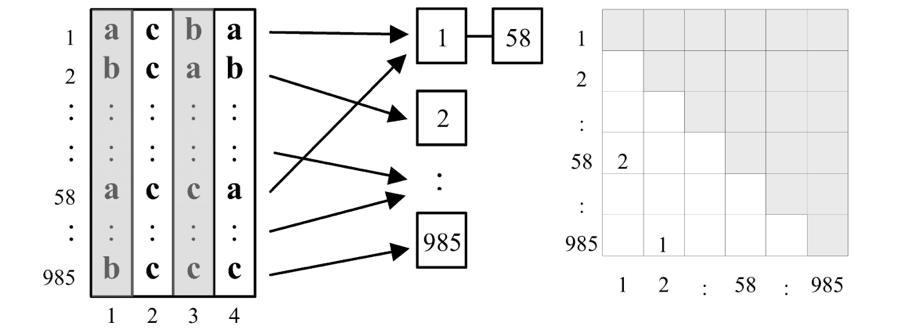 1 a c b a
2 b c a b
: : : : :
: : : : :
58 a c c a
: : : : :
985 b c c c
1 2 3 4
1 58
2
:
985
1
2
:
58 2
:
985 1
1 2 : 58 : 985